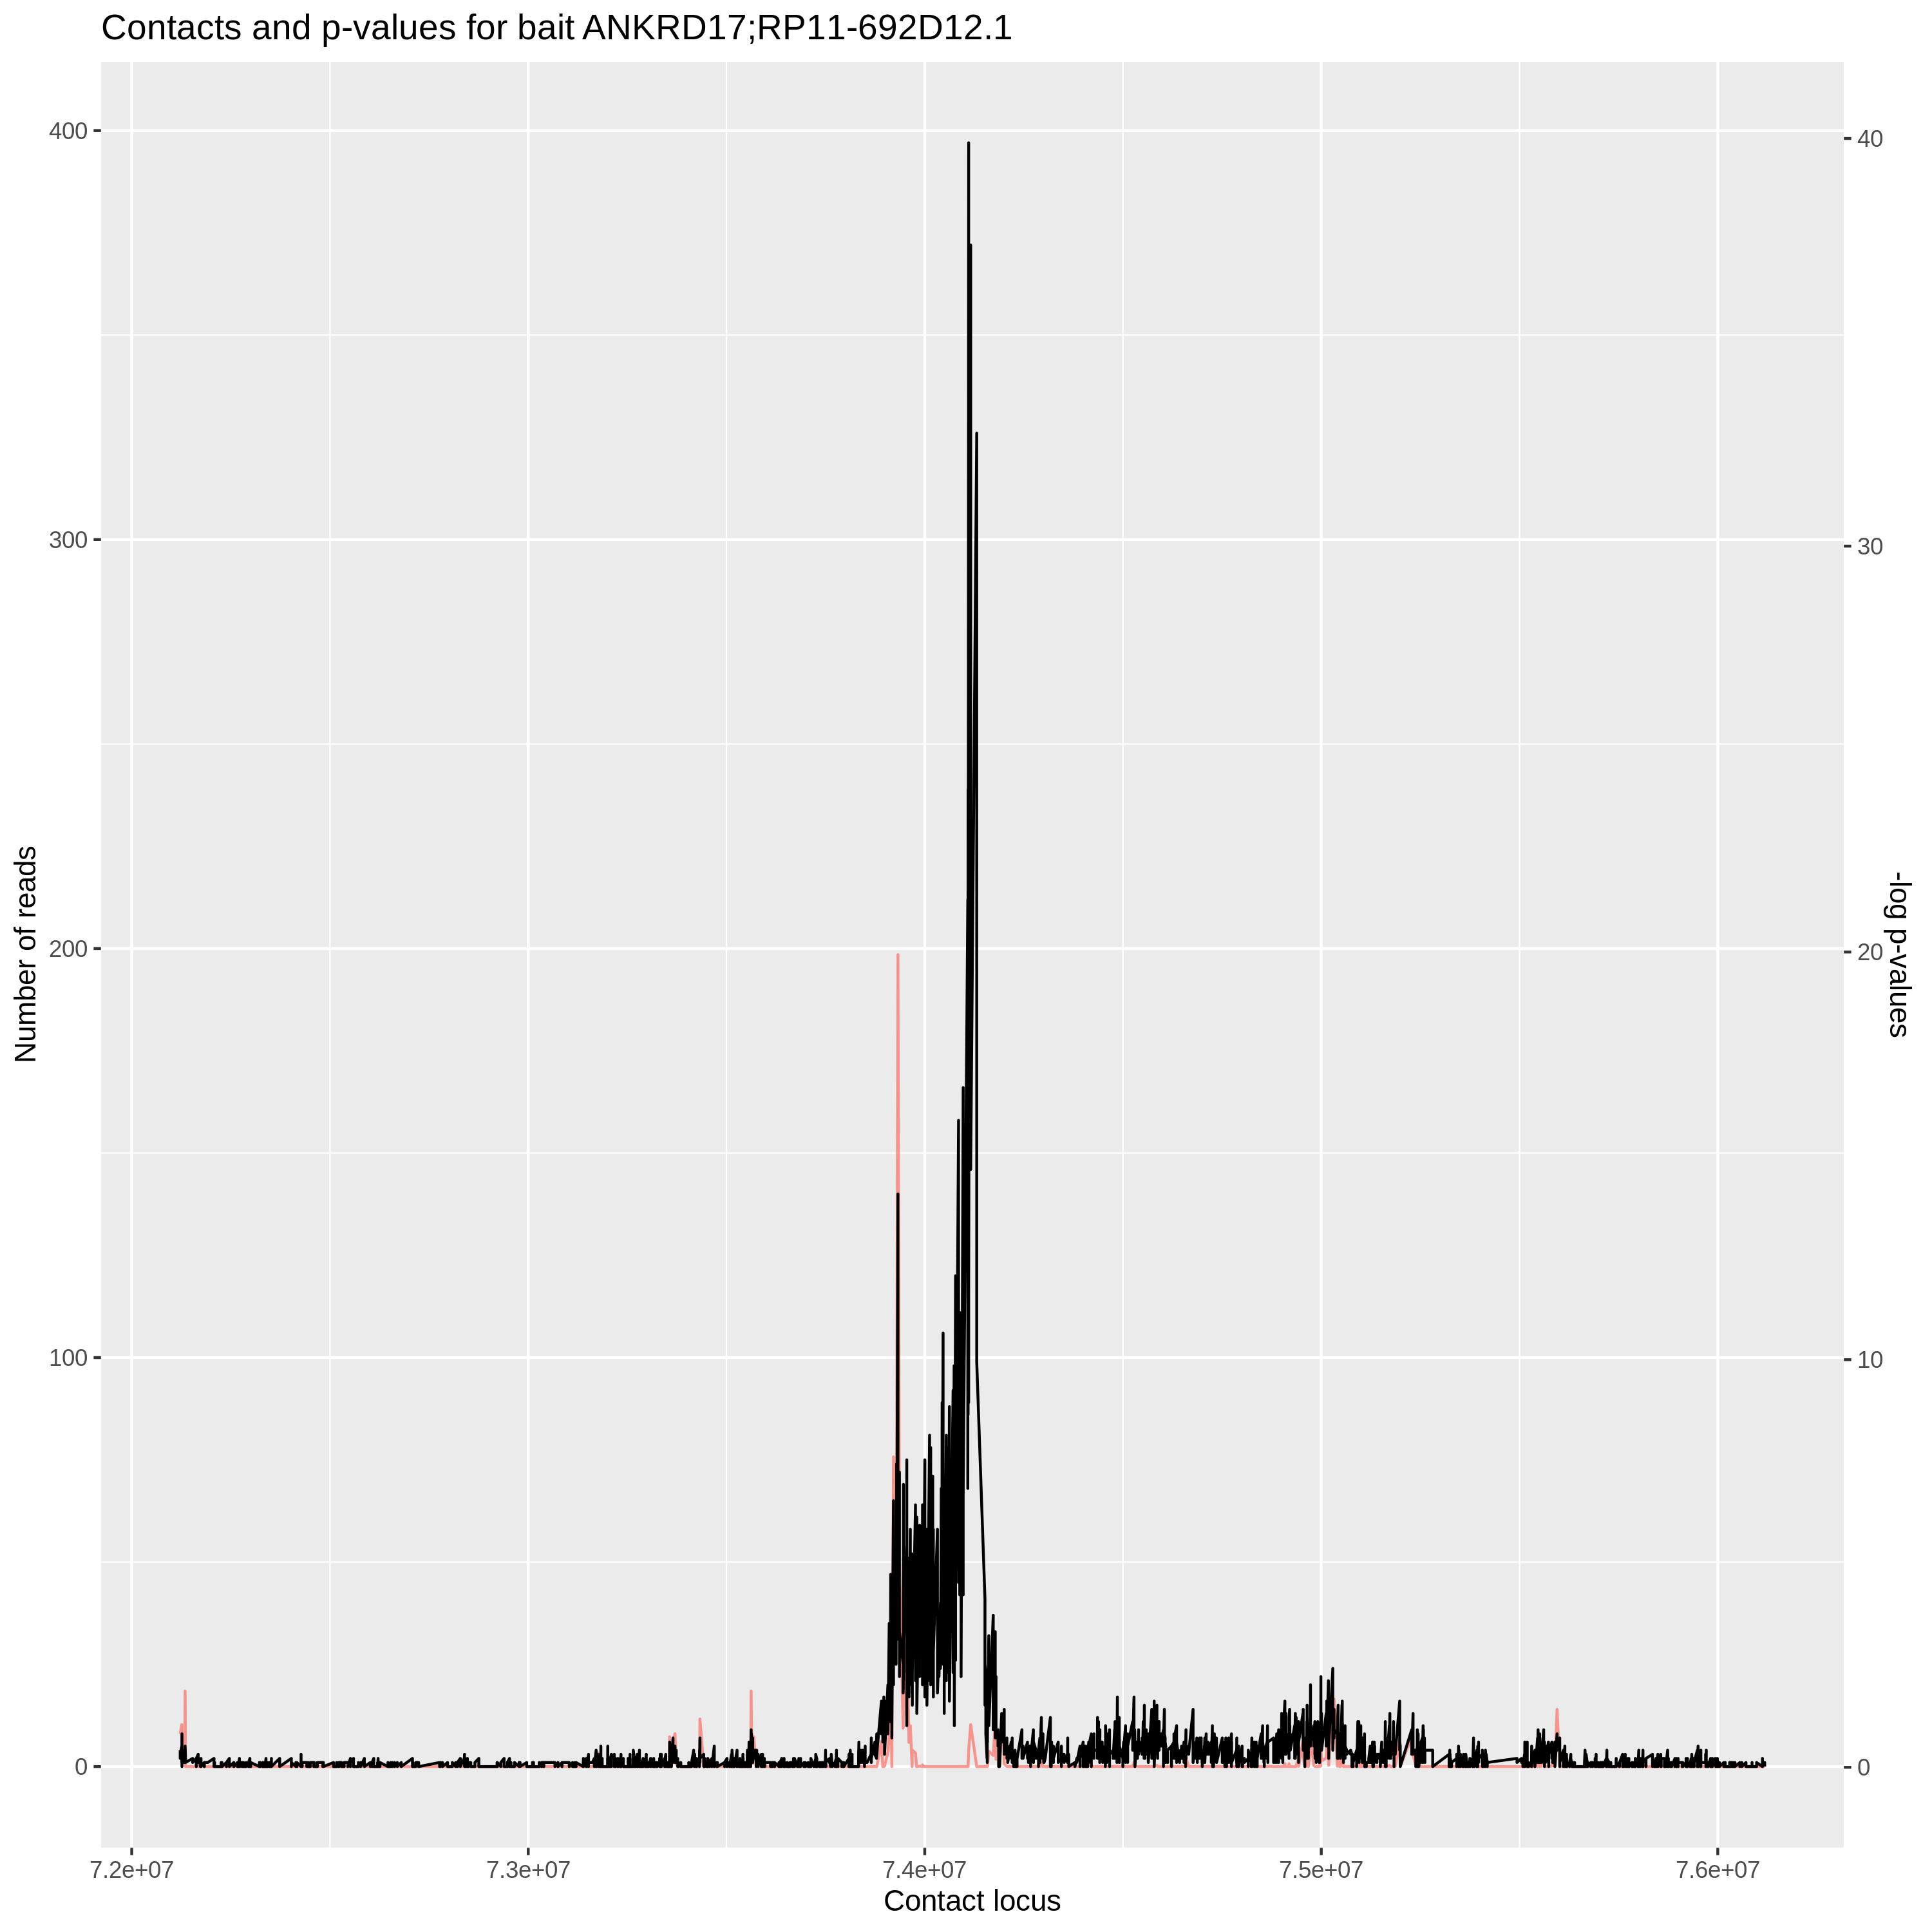 Contacts and p-values for bait ANKRD17;RP11-692D12.1
400
300
200
100
0
Number of reads
40
30
20
10
0
-log p-values
7.2e+07
7.3e+07
7.4e+07
7.5e+07
7.6e+07
Contact locus